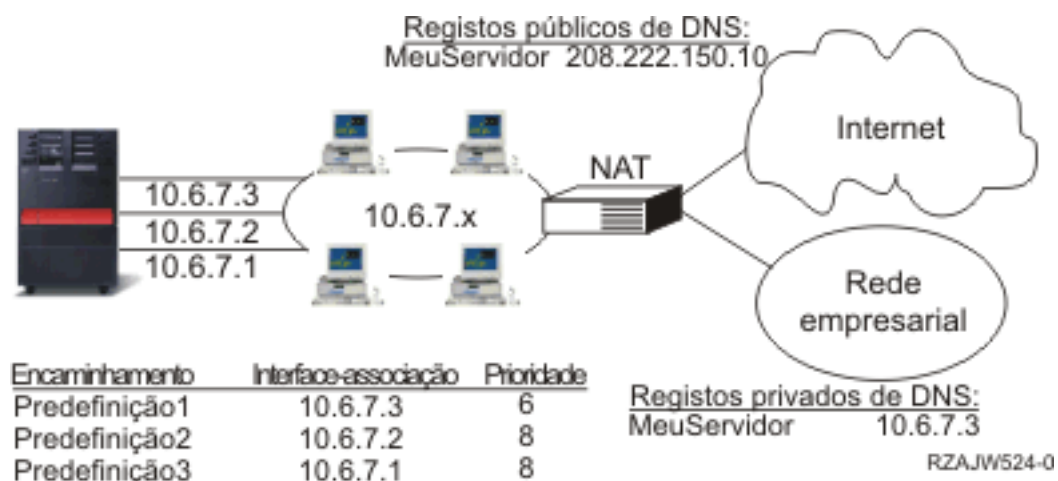 Registos públicos de DNS:
MeuServidor 208.222.150.10
Internet
NAT
10.6.7.3
10.6.7.2
10.6.7.1
10.6.7.x
Rede
empresarial
Encaminhamento Interface-associação Prioridade
Predefinição1 10.6.7.3 6
Predefinição2 10.6.7.2 8
Predefinição3 10.6.7.1 8
Registos privados de DNS:
MeuServidor 10.6.7.3
RZAJW524-0